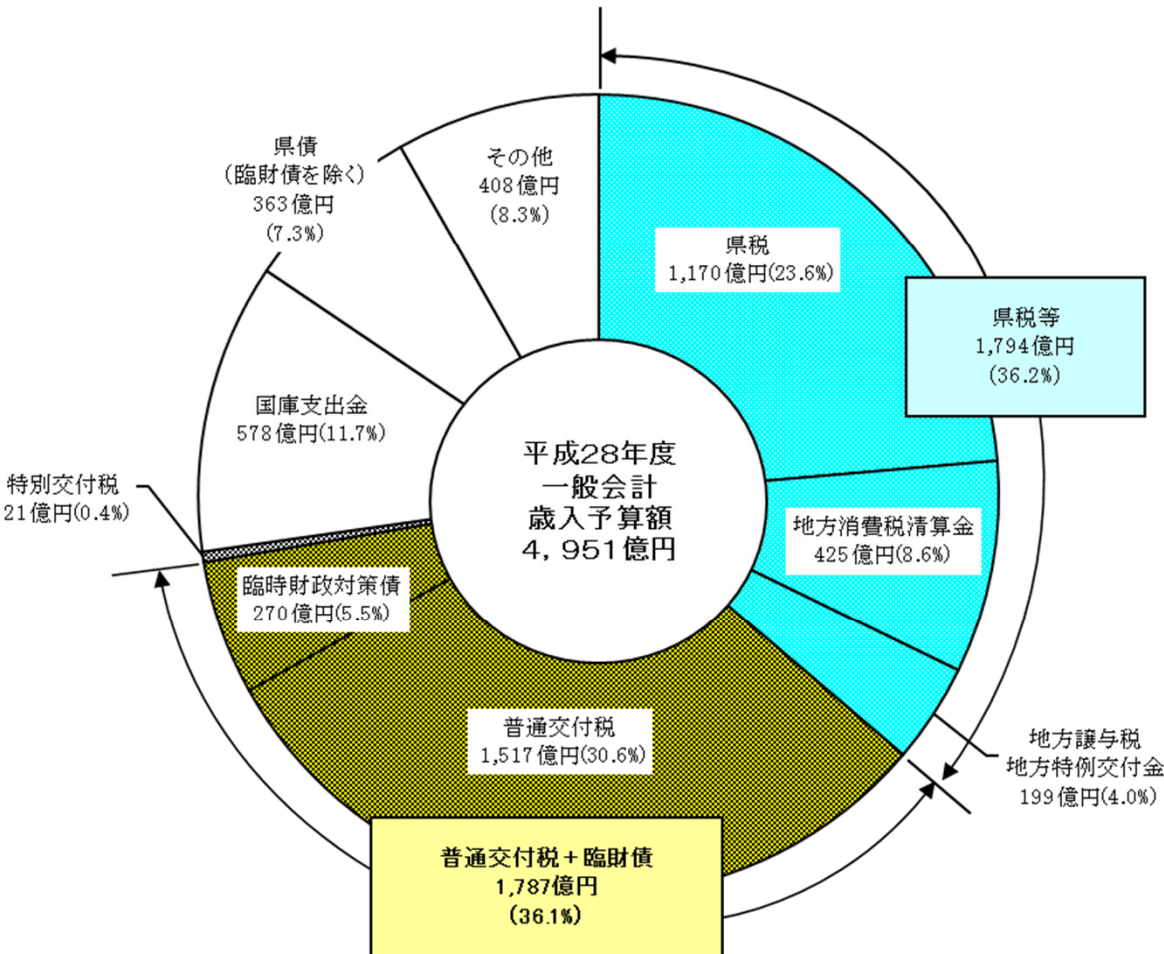 県債
(臨財債を除く)
363億円
(7.3%)
その他
408億円
(8.3%)
県税
1,170億円(23.6%)
県税等
1,794億円
(36.2%)
国庫支出金
578億円(11.7%)
平成28年度
一般会計
歳入予算額
4,951億円
特別交付税
21億円(0.4%)
地方消費税清算金
425億円(8.6%)
臨時財政対策債
270億円(5.5%)
普通交付税
1,517億円(30.6%)
地方譲与税
地方特例交付金
199億円(4.0%)
普通交付税+臨財債
1,787億円
(36.1%)